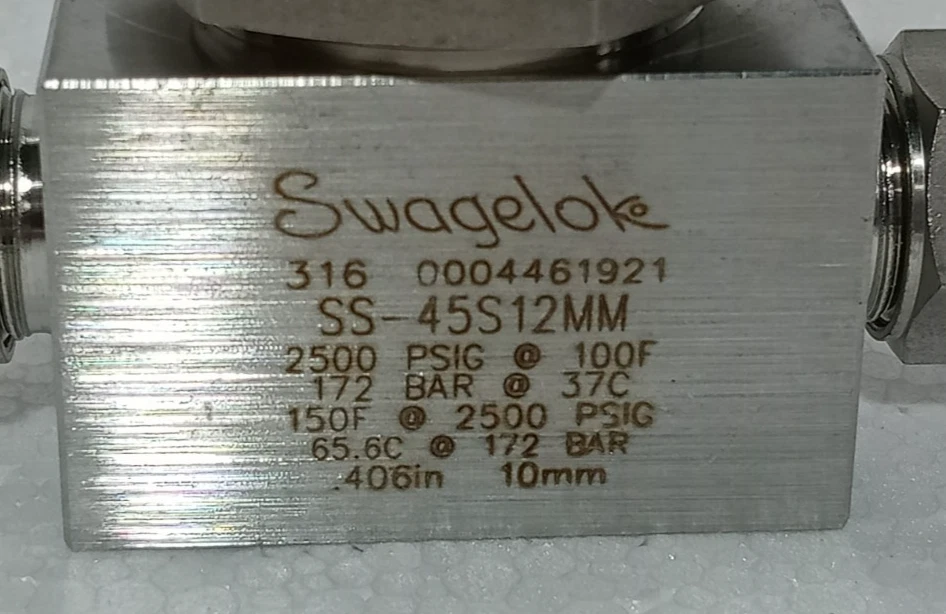 Swagelok
316 0004461921
SS-45S12MM
2500 PSIG @ 100F
172 BAR @ 37C
150F @ 2500 PSIG
65.6C @ 172 BAR
.406in 10mm